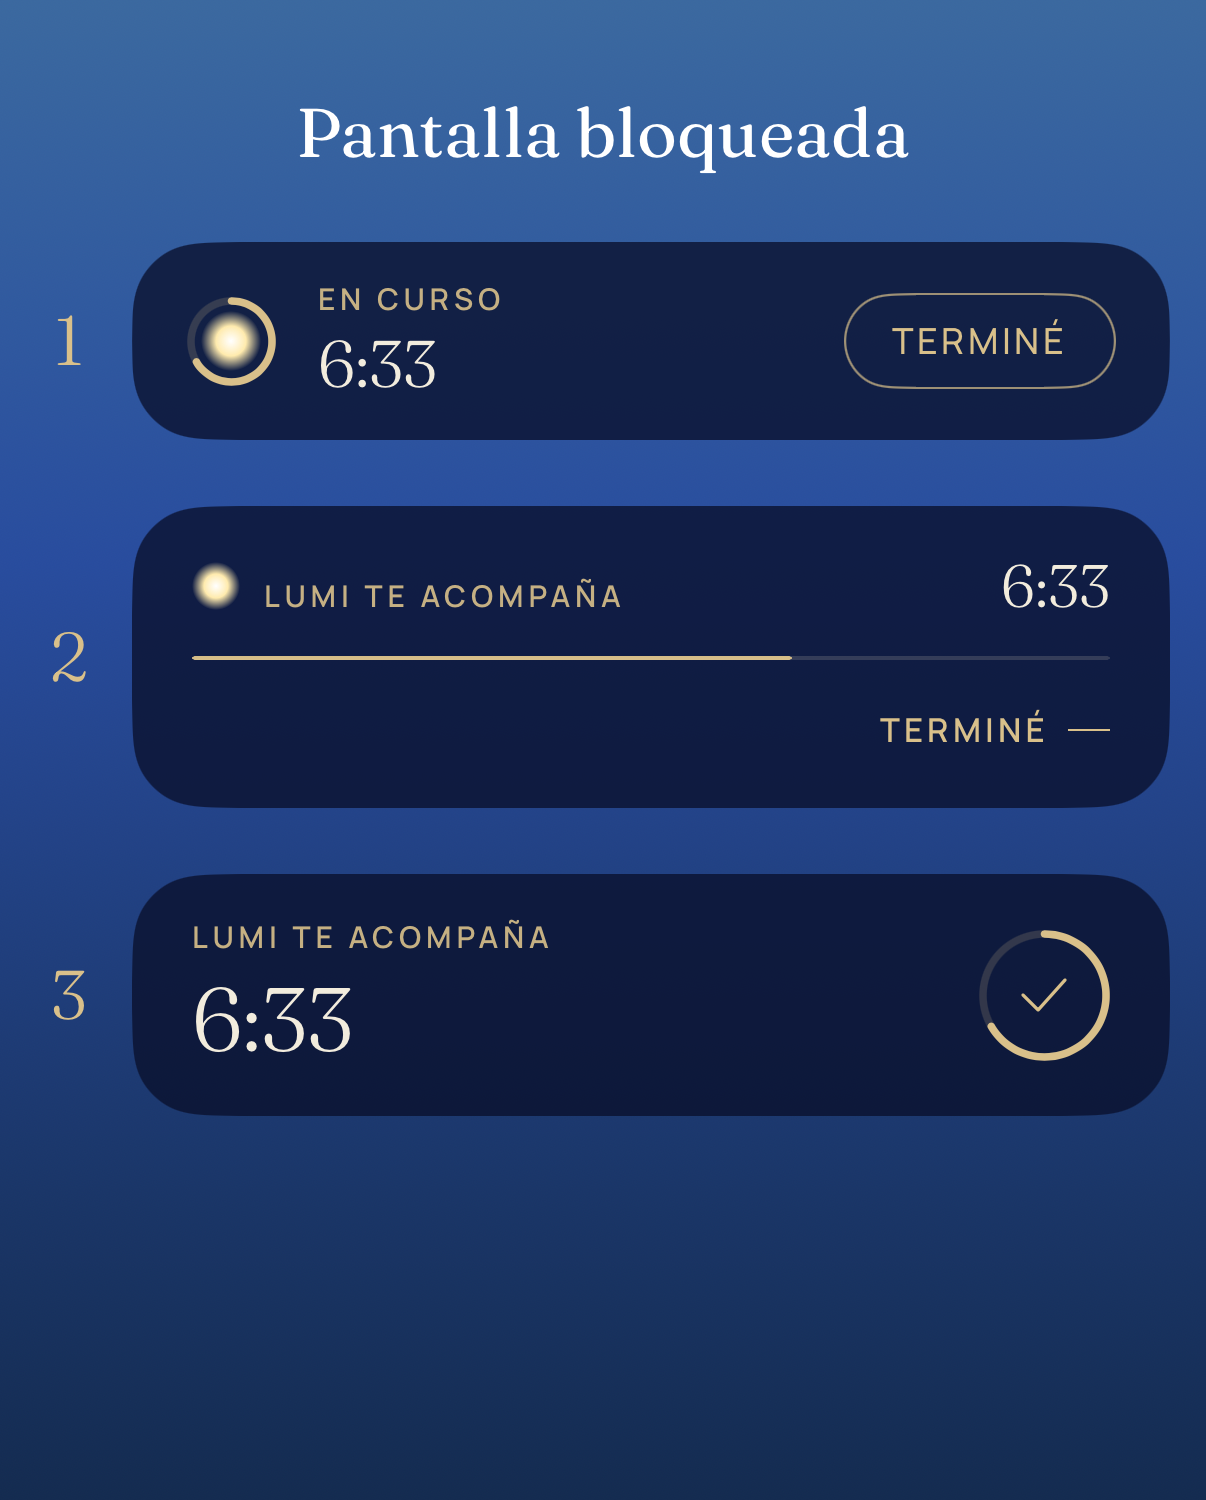 Pantalla bloqueada
1
EN CURSO
6:33
TERMINÉ
2
LUMI TE ACOMPAÑA
6:33
TERMINÉ —
3
LUMI TE ACOMPAÑA
6:33